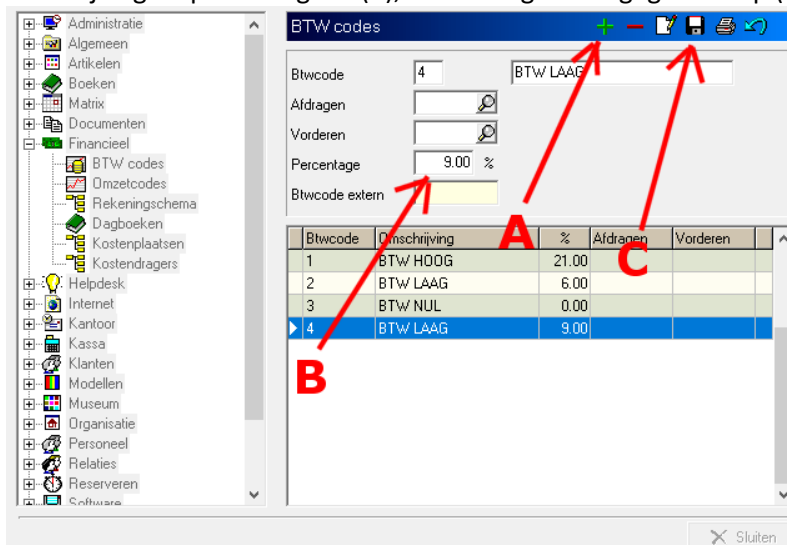 Administratie
Algemeen
Artikelen
Boeken
Matrix
Documenten
Financieel
BTW codes
Omzetcodes
Rekeningschema
Dagboeken
Kostenplaatsen
Kostendragers
Helpdesk
Internet
Kantoor
Kassa
Klanten
Modellen
Museum
Organisatie
Personeel
Relaties
Reserveren
Software
BTW codes
Btwcode 4 BTW LAAG
Afdragen
Vorderen
Percentage 9.00 %
Btwcode extern
A
B
C
Btwcode Omschrijving % Afdragen Vorderen
1 BTW HOOG 21.00
2 BTW LAAG 6.00
3 BTW NUL 0.00
4 BTW LAAG 9.00
Sluiten